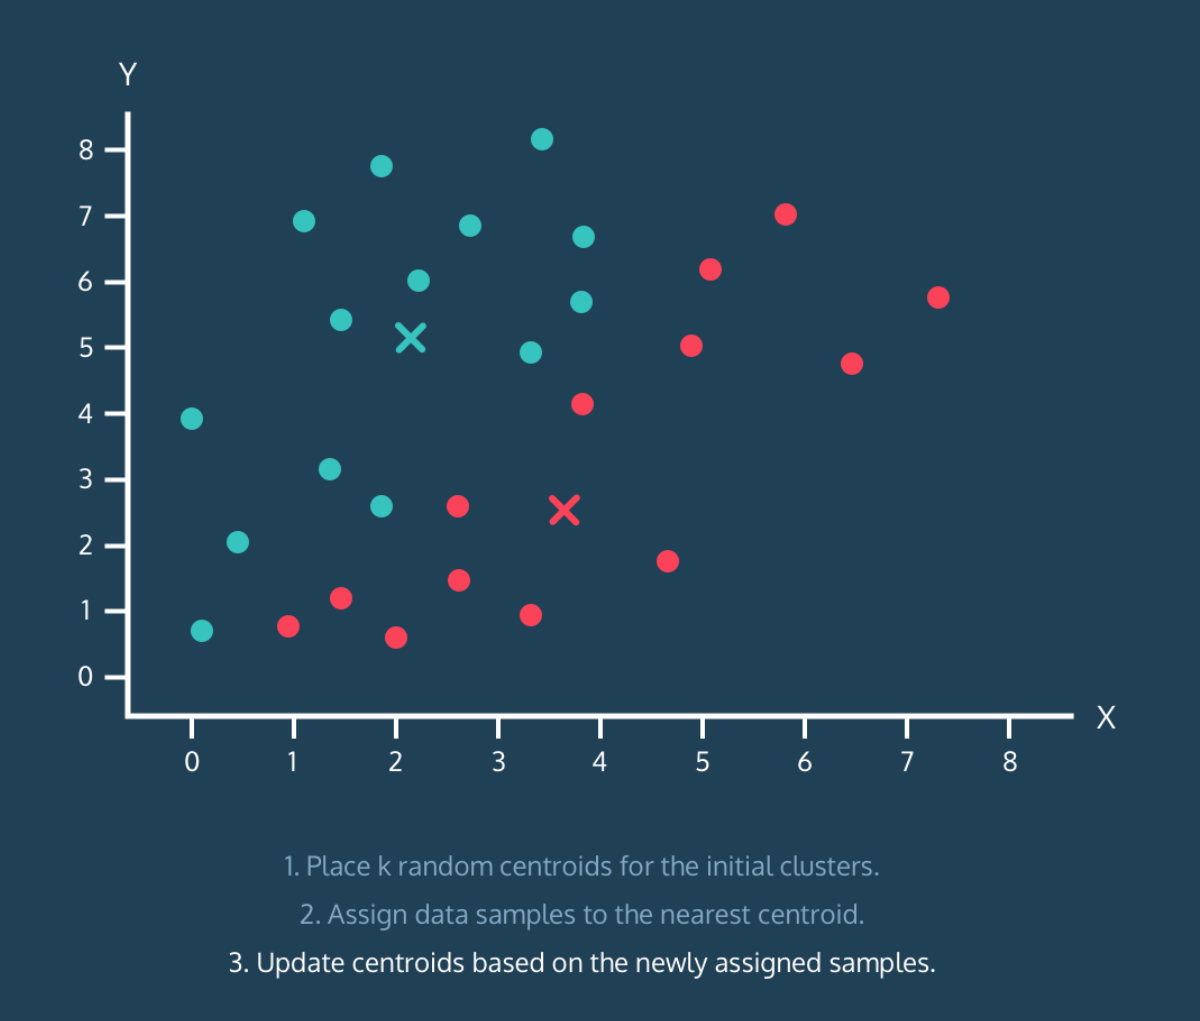 Y
8
7
6
5
4
3
2
1
0
X
0 1 2 3 4 5 6 7 8
1. Place k random centroids for the initial clusters.
2. Assign data samples to the nearest centroid.
3. Update centroids based on the newly assigned samples.